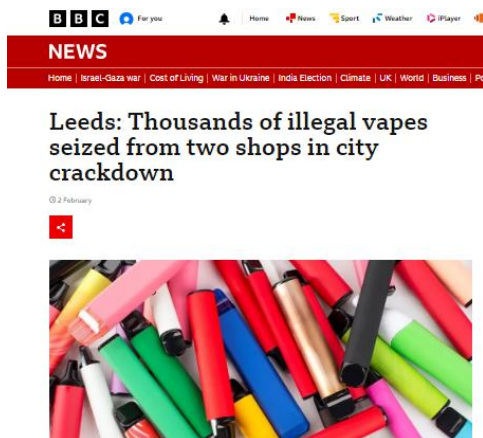 BBC For you Home News Sport Weather iPlayer
NEWS
Home | Israel-Gaza war | Cost of Living | War in Ukraine | India Election | Climate | UK | World | Business |
Leeds: Thousands of illegal vapes
seized from two shops in city
crackdown
2 February